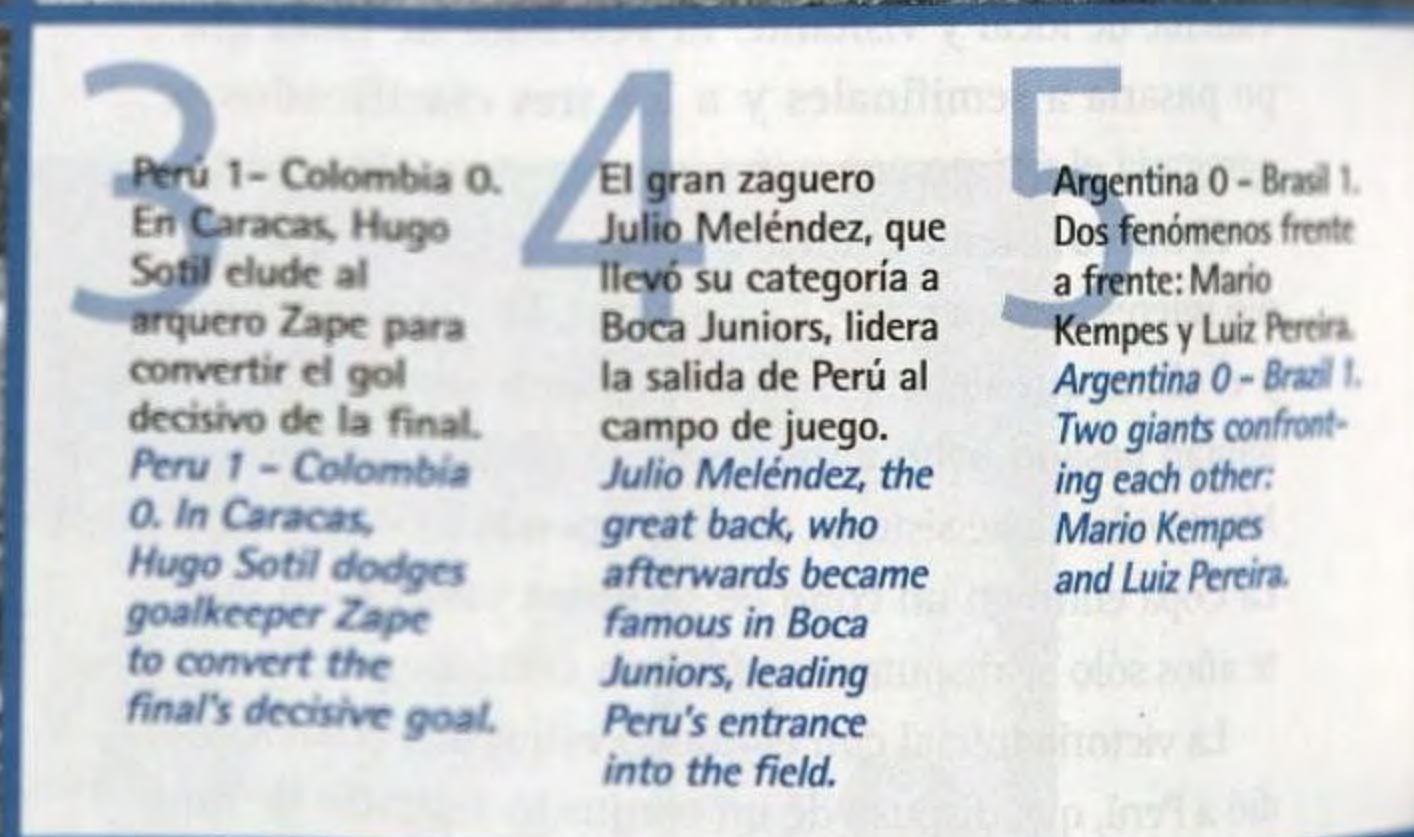 3
Perú 1- Colombia 0.
En Caracas, Hugo
Sotil elude al
arquero Zape para
convertir el gol
decisivo de la final.
Peru 1 - Colombia
0. In Caracas,
Hugo Sotil dodges
goalkeeper Zape
to convert the
final's decisive goal.
4
El gran zaguero
Julio Meléndez, que
llevó su categoría a
Boca Juniors, lidera
la salida de Perú al
campo de juego.
Julio Meléndez, the
great back, who
afterwards became
famous in Boca
Juniors, leading
Peru's entrance
into the field.
5
Argentina 0 - Brasil 1.
Dos fenómenos frente
a frente: Mario
Kempes y Luiz Pereira.
Argentina 0 - Brazil 1.
Two giants confront-
ing each other:
Mario Kempes
and Luiz Pereira.